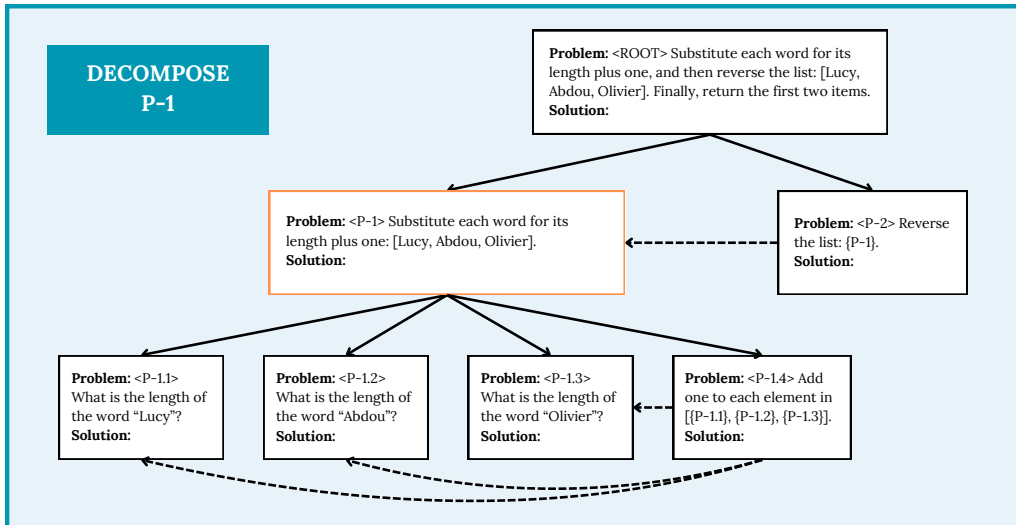 DECOMPOSE
P-1
Problem: <ROOT> Substitute each word for its
length plus one, and then reverse the list: [Lucy,
Abdou, Olivier]. Finally, return the first two items.
Solution:
Problem: <P-1> Substitute each word for its
length plus one: [Lucy, Abdou, Olivier].
Solution:
Problem: <P-2> Reverse
the list: {P-1}.
Solution:
Problem: <P-1.1>
What is the length of
the word “Lucy”?
Solution:
Problem: <P-1.2>
What is the length of
the word “Abdou”?
Solution:
Problem: <P-1.3>
What is the length of
the word “Olivier”?
Solution:
Problem: <P-1.4> Add
one to each element in
[{P-1.1}, {P-1.2}, {P-1.3}].
Solution: